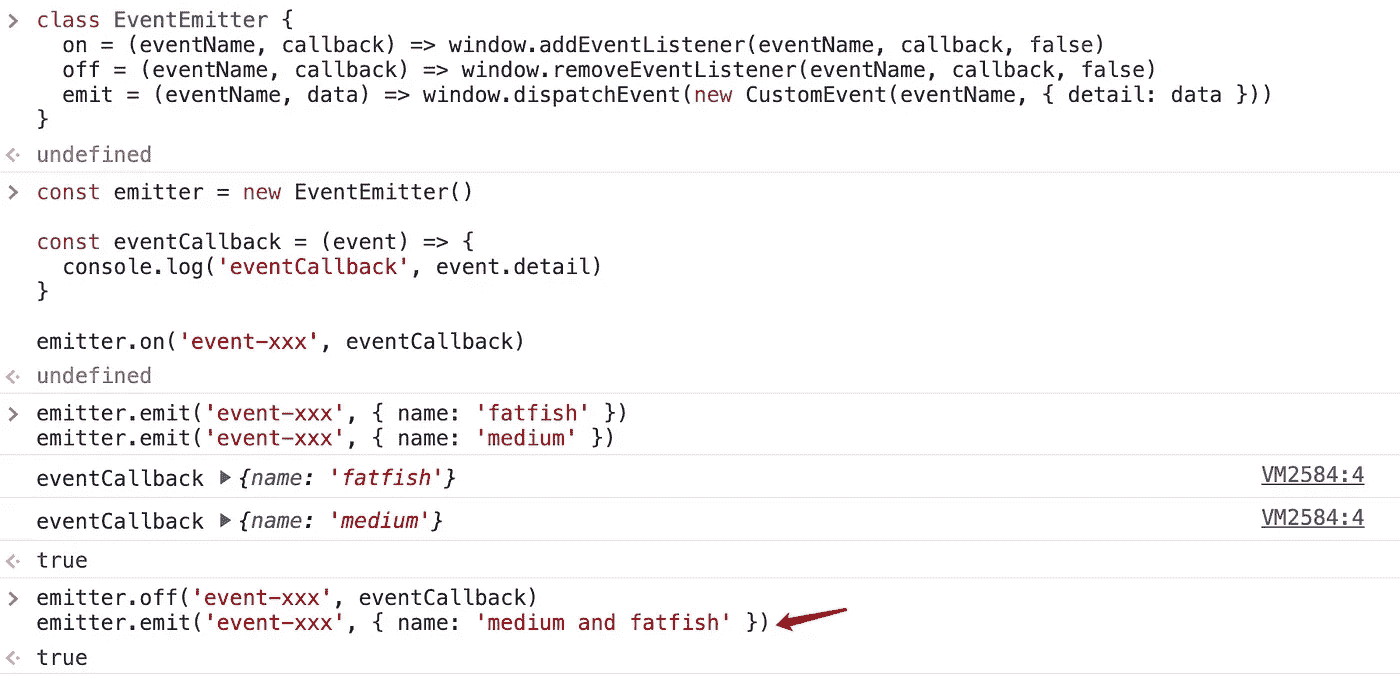 class EventEmitter {
  on = (eventName, callback) => window.addEventListener(eventName, callback, false)
  off = (eventName, callback) => window.removeEventListener(eventName, callback, false)
  emit = (eventName, data) => window.dispatchEvent(new CustomEvent(eventName, { detail: data }))
}
undefined
const emitter = new EventEmitter()
const eventCallback = (event) => {
  console.log('eventCallback', event.detail)
}
emitter.on('event-xxx', eventCallback)
undefined
emitter.emit('event-xxx', { name: 'fatfish' })
emitter.emit('event-xxx', { name: 'medium' })
eventCallback ▶ {name: 'fatfish'} VM2584:4
eventCallback ▶ {name: 'medium'} VM2584:4
true
emitter.off('event-xxx', eventCallback)
emitter.emit('event-xxx', { name: 'medium and fatfish' })
true